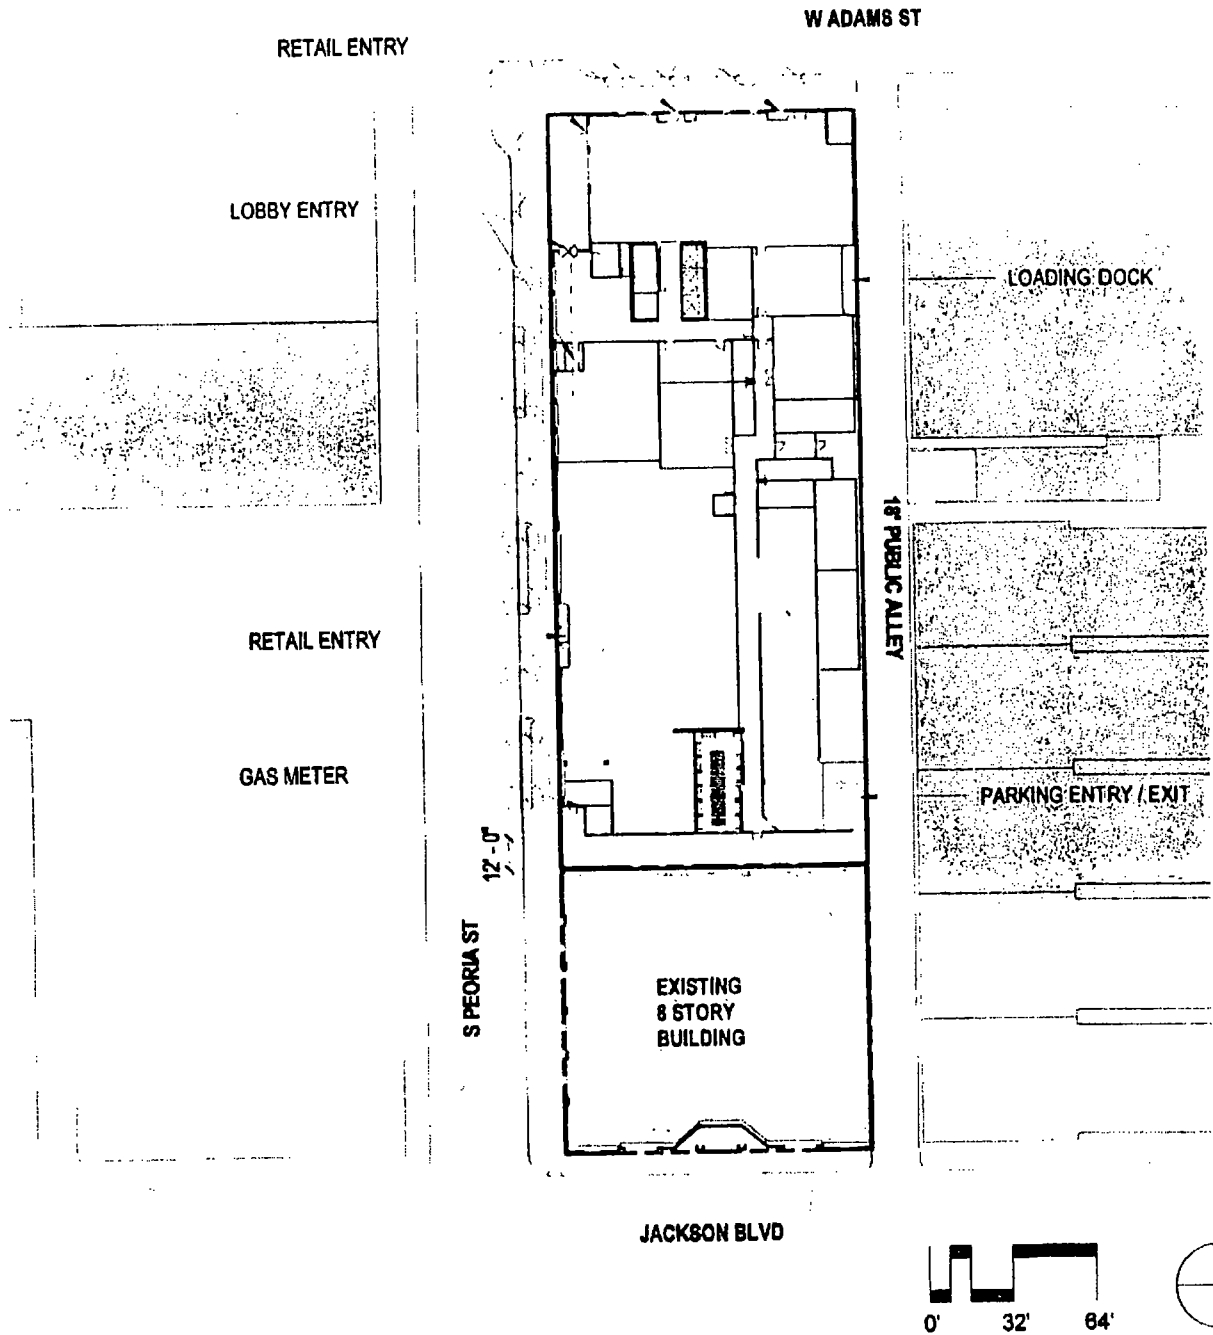 W ADAMS ST
RETAIL ENTRY
LOBBY ENTRY
LOADING DOCK
18' PUBLIC ALLEY
RETAIL ENTRY
GAS METER
PARKING ENTRY / EXIT
12' - 0"
S PEORIA ST
EXISTING
8 STORY
BUILDING
JACKSON BLVD
0' 32' 64'